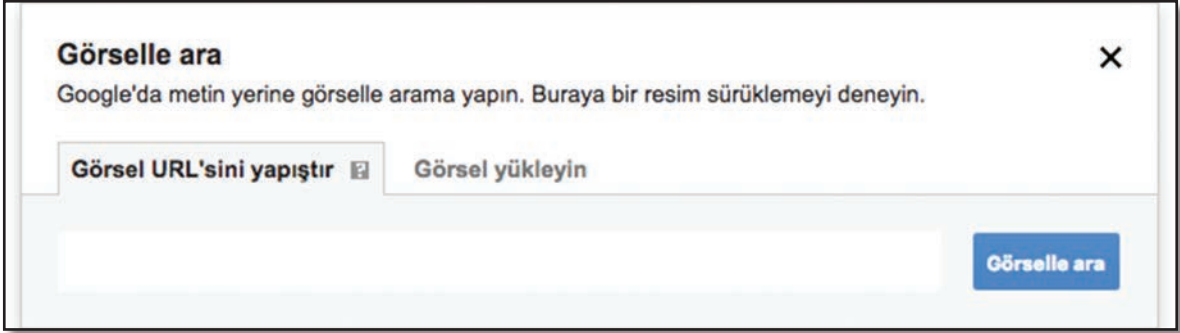 Görselle ara
Google'da metin yerine görselle arama yapın. Buraya bir resim sürüklemeyi deneyin.
Görsel URL'sini yapıştır ? Görsel yükleyin
Görselle ara